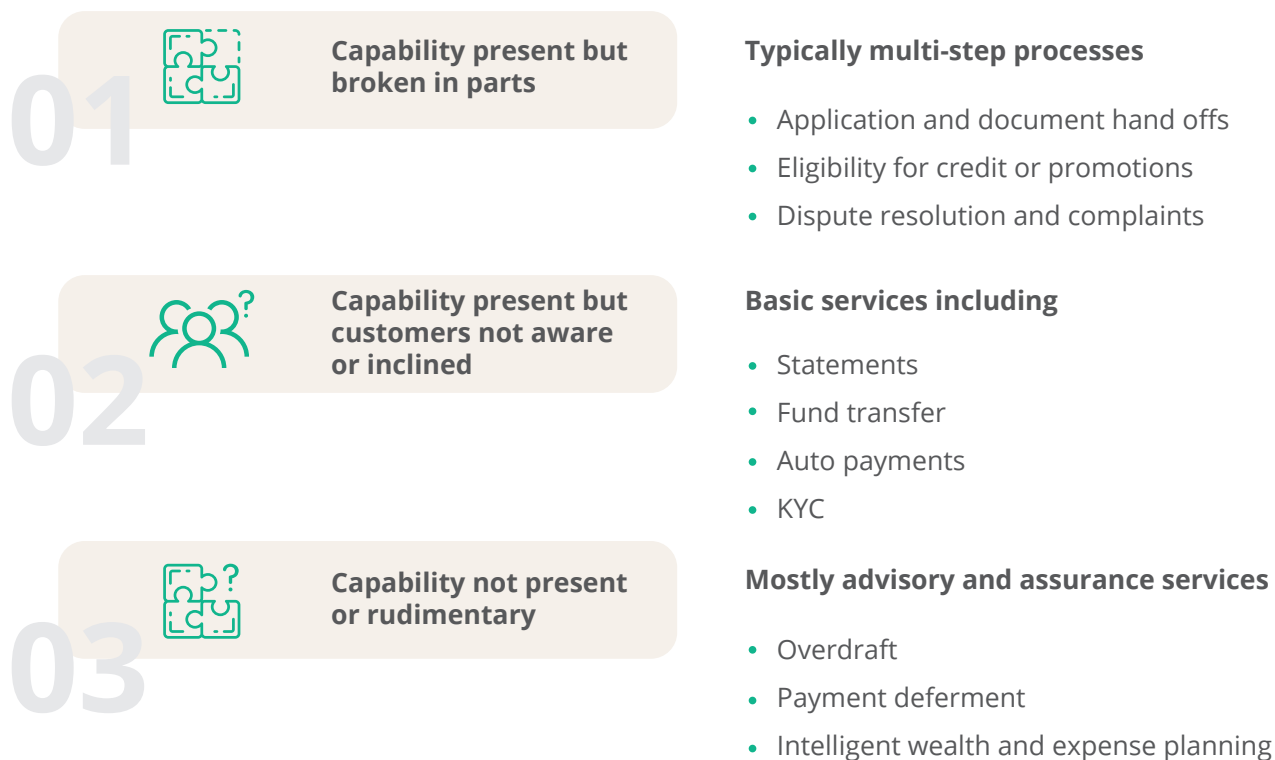 01
Capability present but
broken in parts
Typically multi-step processes
• Application and document hand offs
• Eligibility for credit or promotions
• Dispute resolution and complaints
02
?
Capability present but
customers not aware
or inclined
Basic services including
• Statements
• Fund transfer
• Auto payments
• KYC
03
?
Capability not present
or rudimentary
Mostly advisory and assurance services
• Overdraft
• Payment deferment
• Intelligent wealth and expense planning